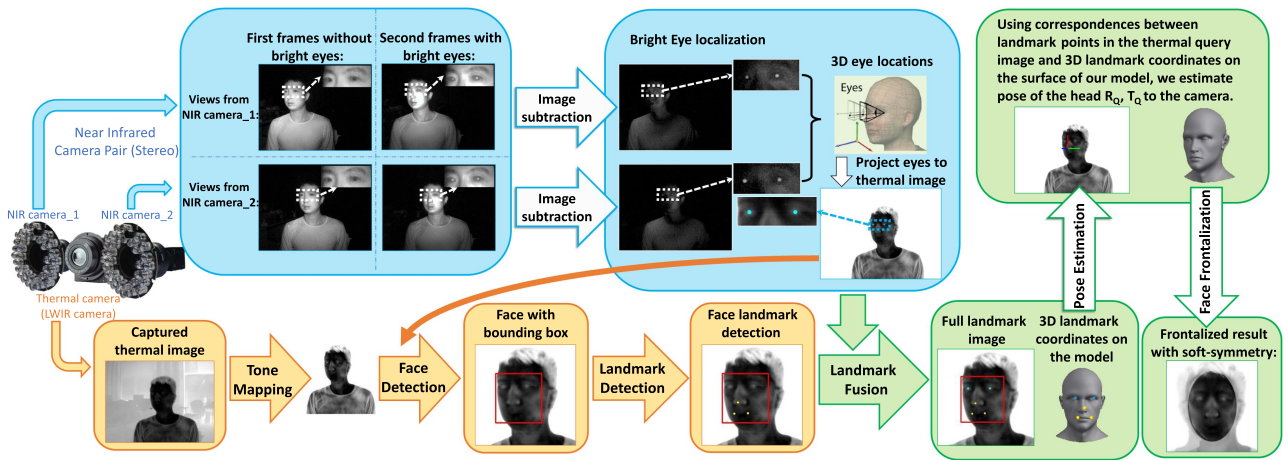 First frames without
bright eyes:
Second frames with
bright eyes:
Views from
NIR camera_1:
Views from
NIR camera_2:
Near Infrared
Camera Pair (Stereo)
NIR camera_1
NIR camera_2
Thermal camera
(LWIR camera)
Image
subtraction
Image
subtraction
Bright Eye localization
3D eye locations
Eyes
Project eyes to
thermal image
Using correspondences between
landmark points in the thermal query
image and 3D landmark coordinates on
the surface of our model, we estimate
pose of the head R_Q, T_Q to the camera.
Captured
thermal image
Tone
Mapping
Face
Detection
Face with
bounding box
Landmark
Detection
Face landmark
detection
Landmark
Fusion
Full landmark
image
3D landmark
coordinates on
the model
Pose Estimation
Face Frontalization
Frontalized result
with soft-symmetry: